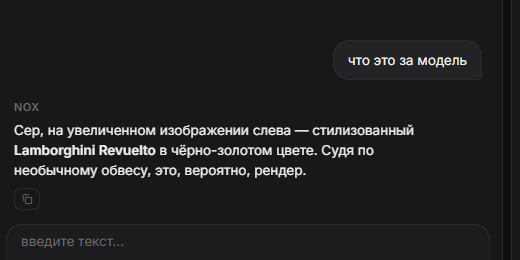 что это за модель
NOX
Сер, на увеличенном изображении слева — стилизованный
Lamborghini Revuelto в чёрно-золотом цвете. Судя по
необычному обвесу, это, вероятно, рендер.
введите текст...